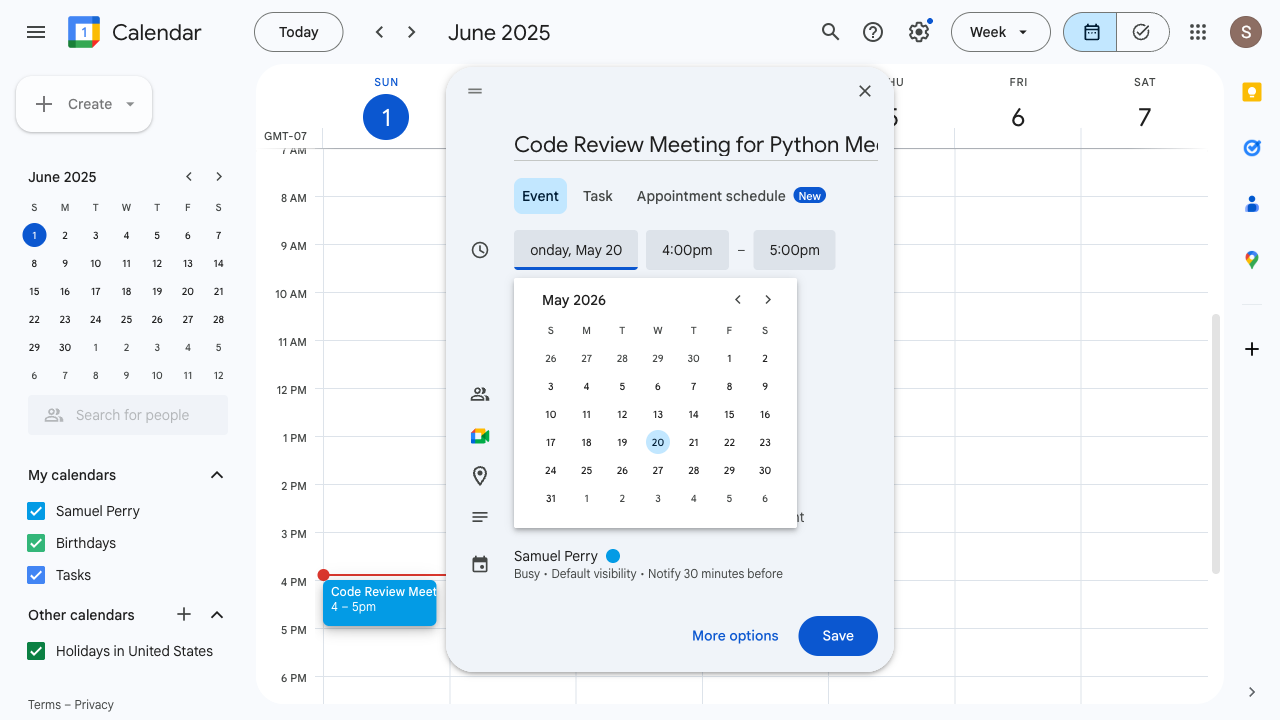 Calendar
Today
June 2025
Week
S
Create
June 2025
S M T W T F S
1 2 3 4 5 6 7
8 9 10 11 12 13 14
15 16 17 18 19 20 21
22 23 24 25 26 27 28
29 30 1 2 3 4 5
6 7 8 9 10 11 12
Search for people
My calendars
Samuel Perry
Birthdays
Tasks
Other calendars
Holidays in United States
Terms – Privacy
SUN
1
FRI
6
SAT
7
GMT-07
7 AM
8 AM
9 AM
10 AM
11 AM
12 PM
1 PM
2 PM
3 PM
4 PM
5 PM
6 PM
Code Review Meet
4 – 5pm
Code Review Meeting for Python Mee
Event
Task
Appointment schedule
New
onday, May 20
4:00pm
–
5:00pm
May 2026
S M T W T F S
26 27 28 29 30 1 2
3 4 5 6 7 8 9
10 11 12 13 14 15 16
17 18 19 20 21 22 23
24 25 26 27 28 29 30
31 1 2 3 4 5 6
Samuel Perry
Busy • Default visibility • Notify 30 minutes before
More options
Save